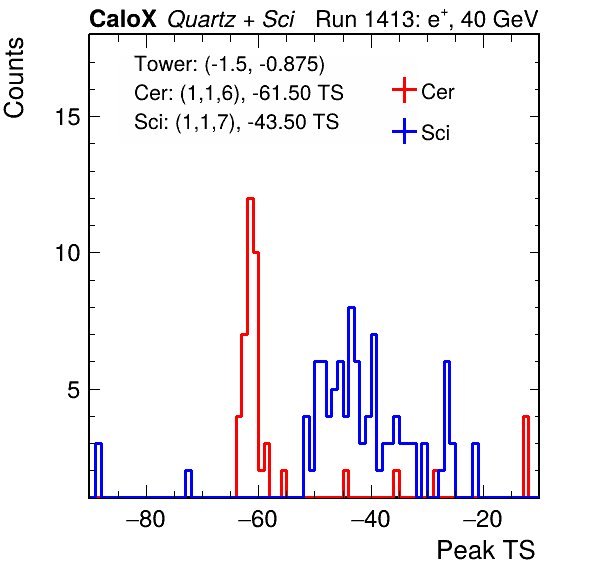 CaloX Quartz + Sci Run 1413: e⁺, 40 GeV
Counts
Tower: (-1.5, -0.875)
Cer: (1,1,6), -61.50 TS
Sci: (1,1,7), -43.50 TS
Cer
Sci
15
10
5
−80 −60 −40 −20
Peak TS